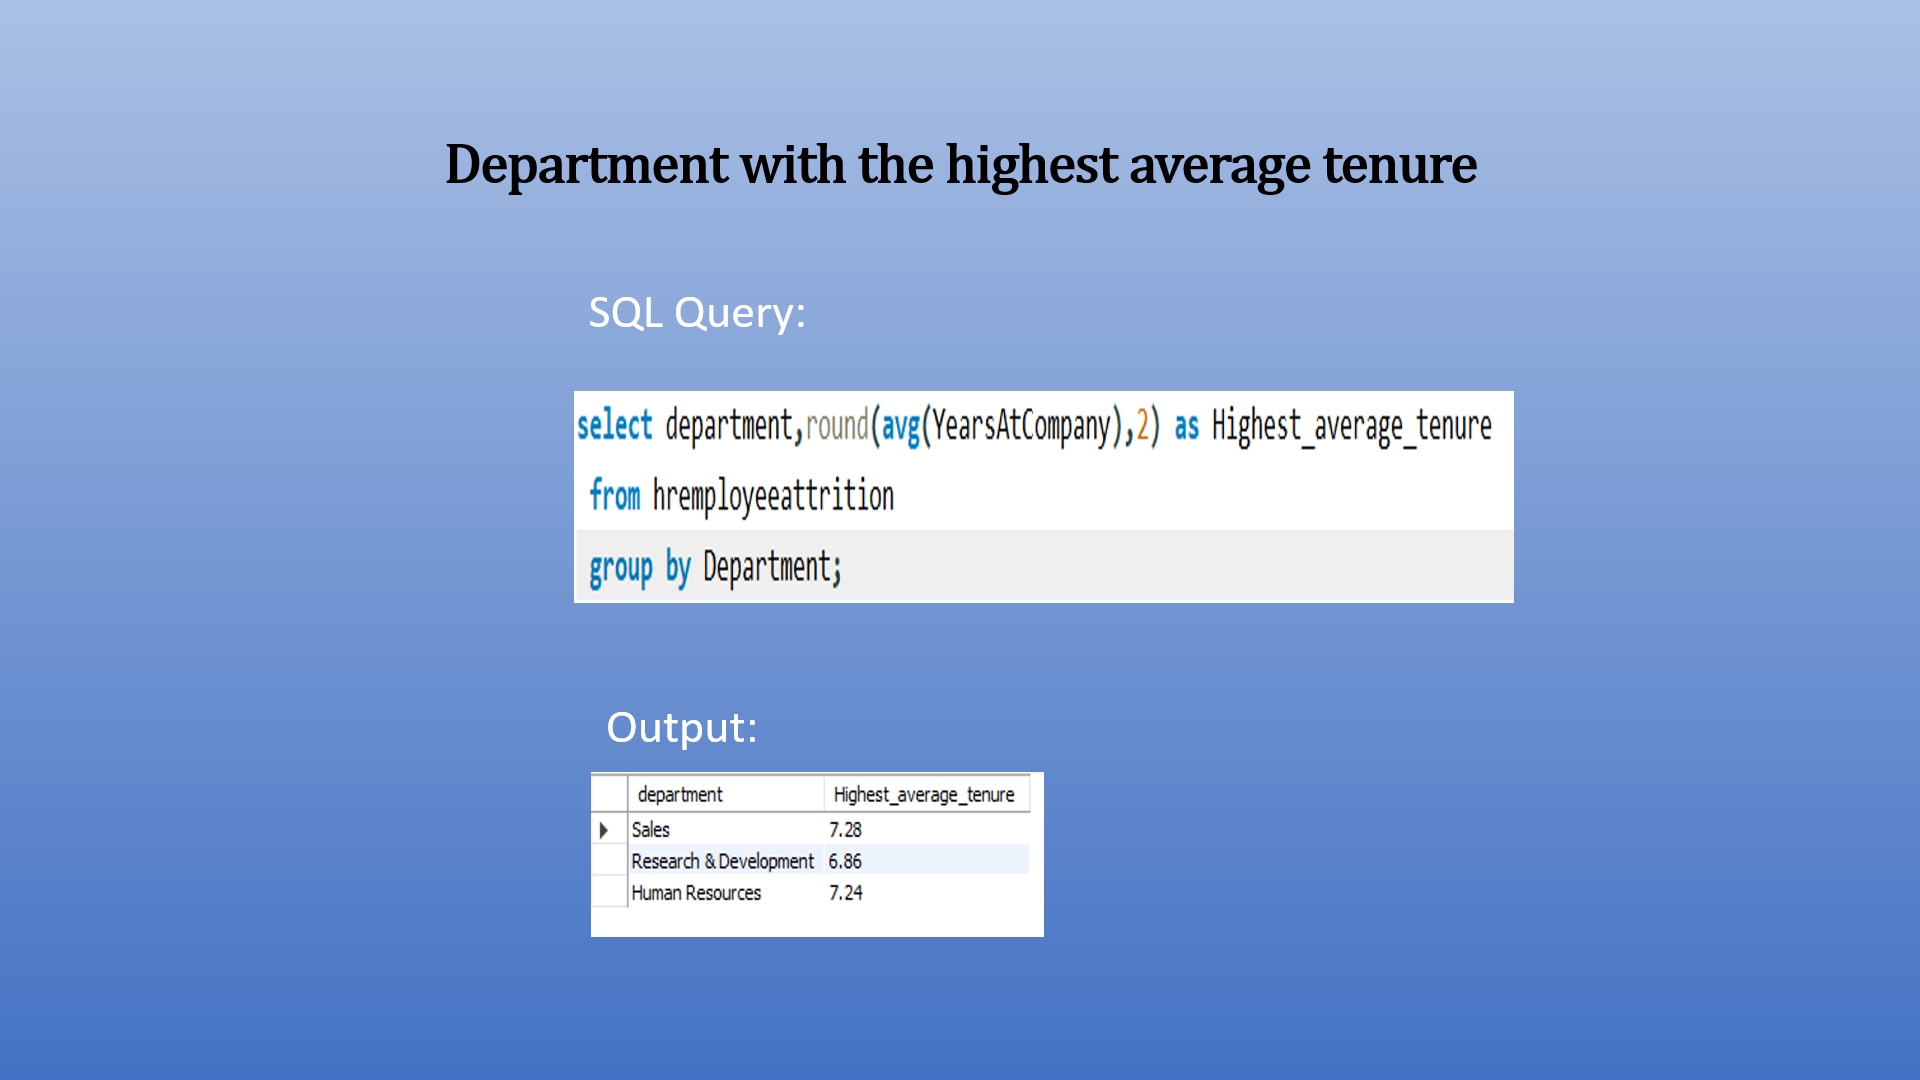 Department with the highest average tenure
SQL Query:
select department,round(avg(YearsAtCompany),2) as Highest_average_tenure
from hremployeeattrition
group by Department;
Output:
department Highest_average_tenure
Sales 7.28
Research & Development 6.86
Human Resources 7.24